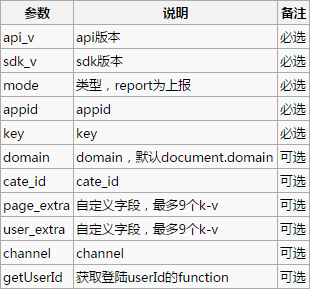 参数 说明 备注
api_v api版本 必选
sdk_v sdk版本 必选
mode 类型，report为上报 必选
appid appid 必选
key key 必选
domain domain，默认document.domain 可选
cate_id cate_id 可选
page_extra 自定义字段，最多9个k-v 可选
user_extra 自定义字段，最多9个k-v 可选
channel channel 可选
getUserId 获取登陆userId的function 可选